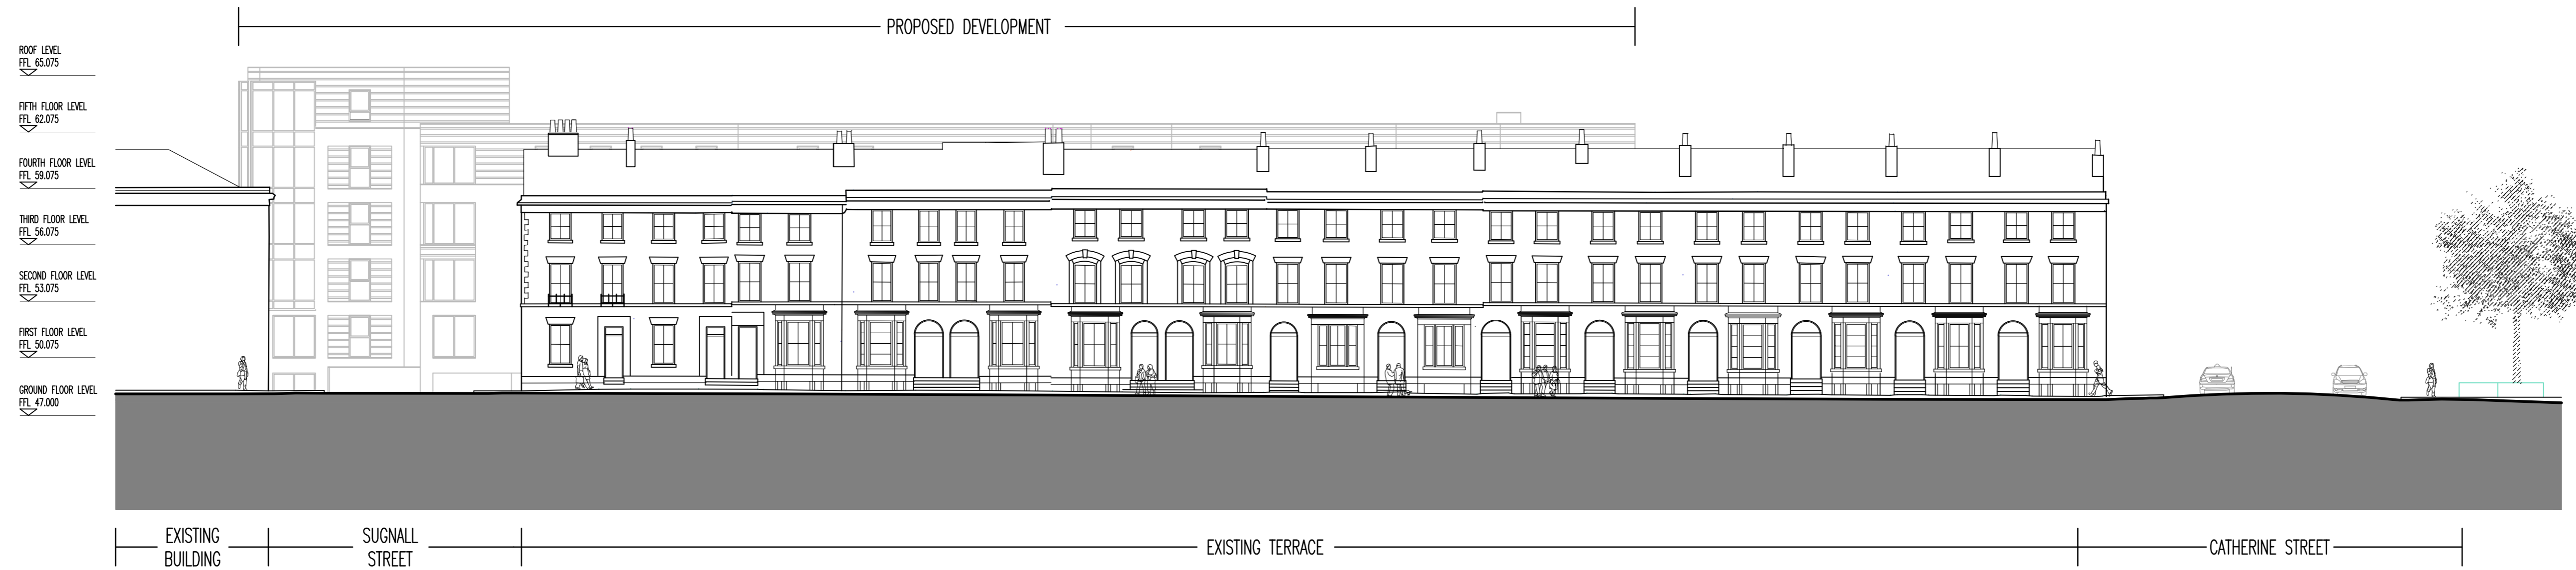 PROPOSED DEVELOPMENT
ROOF LEVEL
FFL 65.075
FIFTH FLOOR LEVEL
FFL 62.075
FOURTH FLOOR LEVEL
FFL 59.075
THIRD FLOOR LEVEL
FFL 56.075
SECOND FLOOR LEVEL
FFL 53.075
FIRST FLOOR LEVEL
FFL 50.075
GROUND FLOOR LEVEL
FFL 47.000
EXISTING
BUILDING
SUGNALL
STREET
EXISTING TERRACE
CATHERINE STREET